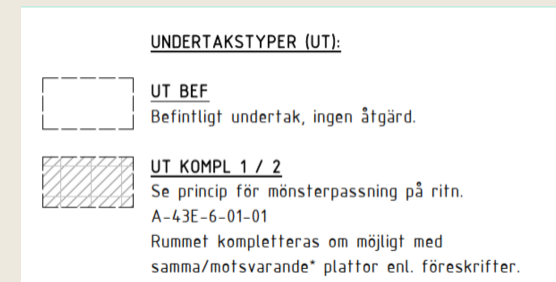 UNDERTAKSTYPER (UT):
UT BEF
Befintligt undertak, ingen åtgärd.
UT KOMPL 1 / 2
Se princip för mönsterpassning på ritn.
A-43E-6-01-01
Rummet kompletteras om möjligt med
samma/motsvarande* plattor enl. föreskrifter.